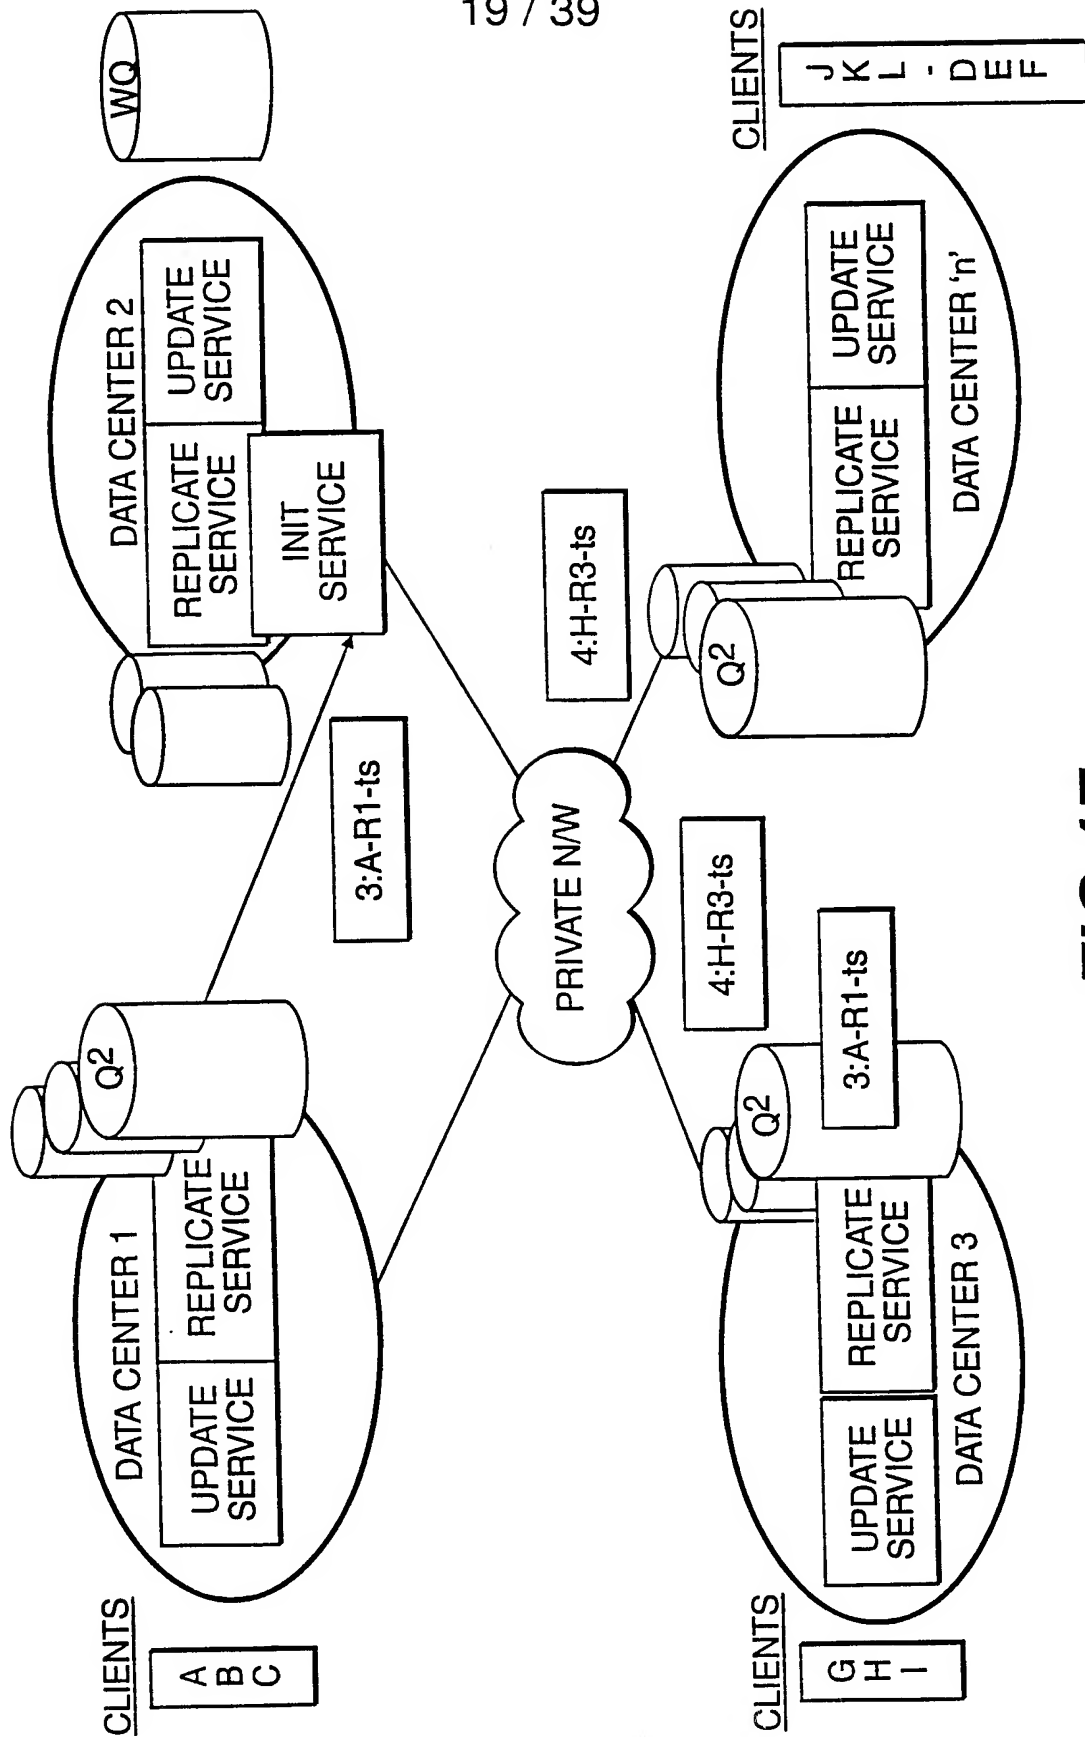 19 / 39
CLIENTS
A
B
C
DATA CENTER 1
UPDATE
SERVICE
REPLICATE
SERVICE
Q2
3:A-R1-ts
DATA CENTER 2
REPLICATE
SERVICE
UPDATE
SERVICE
INIT
SERVICE
WQ
PRIVATE N/W
4:H-R3-ts
4:H-R3-ts
CLIENTS
G
H
I
UPDATE
SERVICE
REPLICATE
SERVICE
DATA CENTER 3
Q2
3:A-R1-ts
Q2
REPLICATE
SERVICE
UPDATE
SERVICE
DATA CENTER 'n'
CLIENTS
J
K
L
-
D
E
F